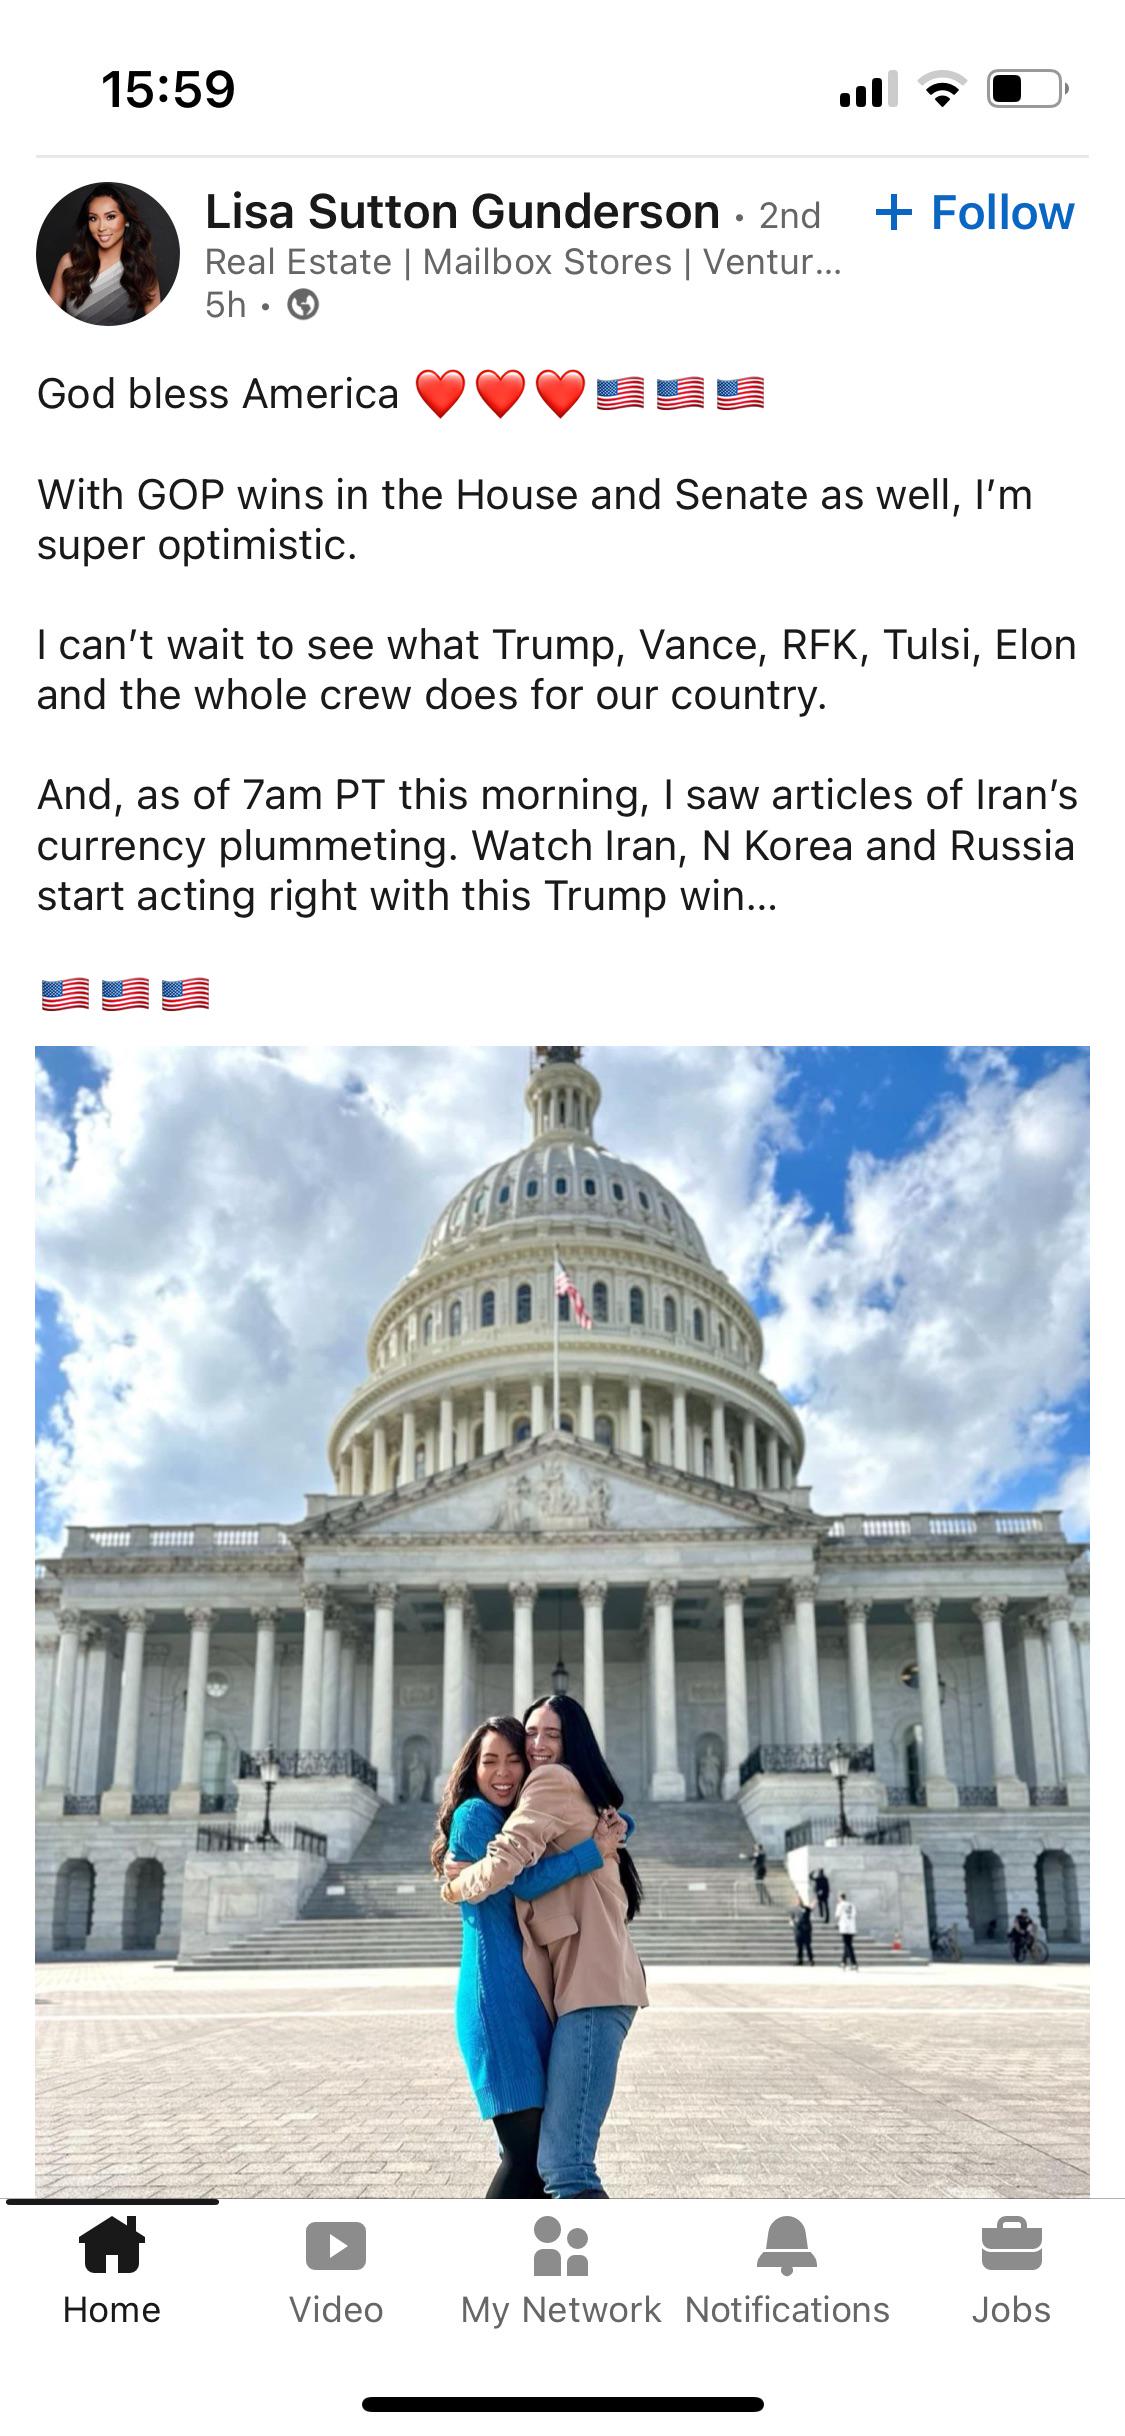 15:59
Lisa Sutton Gunderson · 2nd
+ Follow
Real Estate | Mailbox Stores | Ventur...
5h ·
God bless America ❤️❤️❤️🇺🇸🇺🇸🇺🇸
With GOP wins in the House and Senate as well, I’m
super optimistic.
I can’t wait to see what Trump, Vance, RFK, Tulsi, Elon
and the whole crew does for our country.
And, as of 7am PT this morning, I saw articles of Iran’s
currency plummeting. Watch Iran, N Korea and Russia
start acting right with this Trump win...
🇺🇸🇺🇸🇺🇸
Home
Video
My Network
Notifications
Jobs